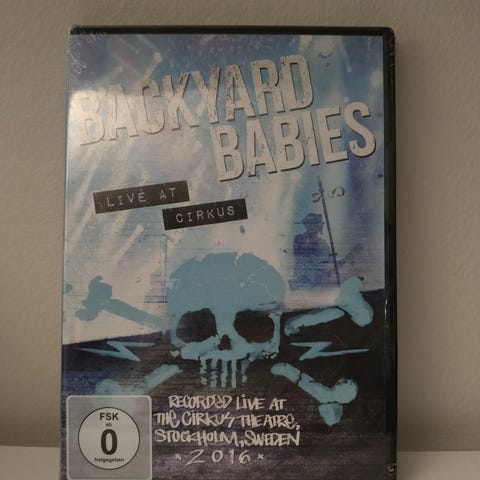 BACKYARD
BABIES
LIVE AT
CIRKUS
RECORDED LIVE AT
THE CIRKUS THEATRE,
STOCKHOLM, SWEDEN
x 2016 x
FSK
ab
0
freigegeben